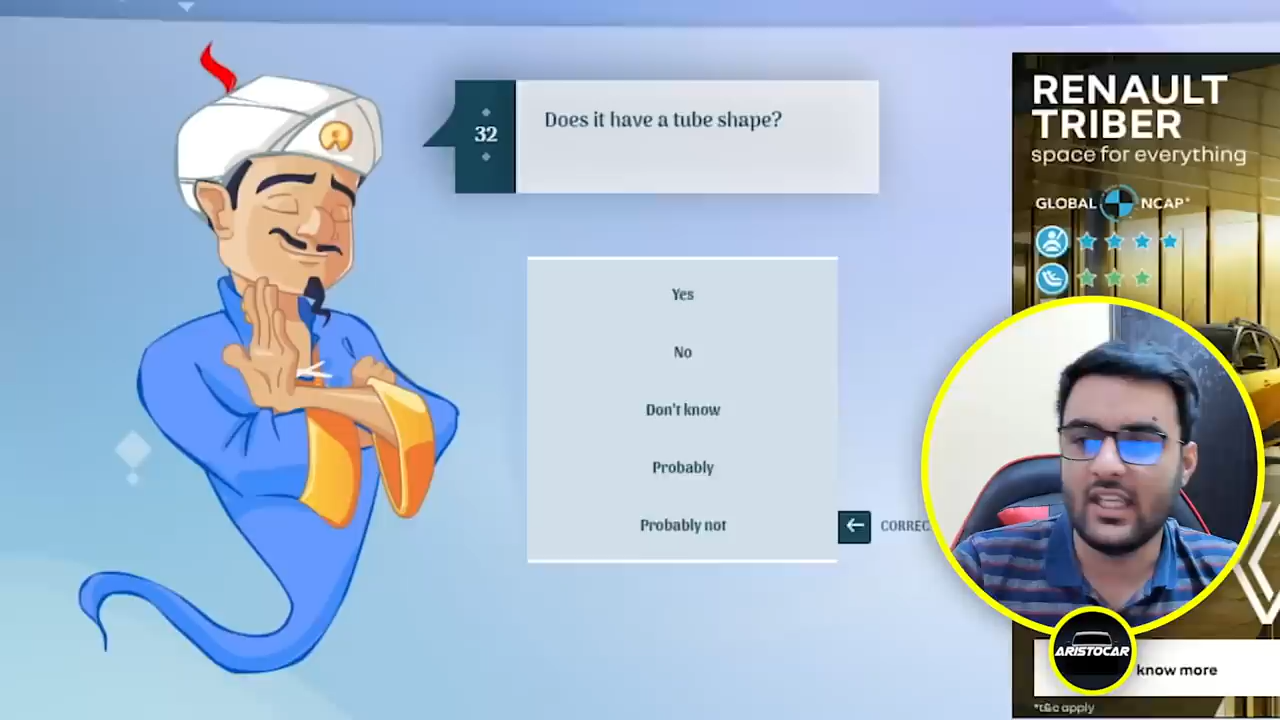 32
Does it have a tube shape?
Yes
No
Don't know
Probably
Probably not
CORREC
RENAULT
TRIBER
space for everything
GLOBAL NCAP*
ARISTOCAR
know more
*t&c apply